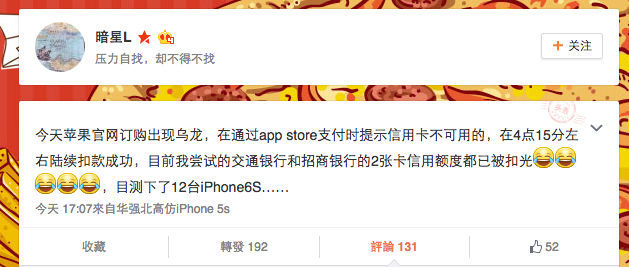 暗星L
压力自找，却不得不找
+ 关注
今天苹果官网订购出现乌龙，在通过app store支付时提示信用卡不可用的，在4点15分左
右陆续扣款成功，目前我尝试的交通银行和招商银行的2张卡信用额度都已被扣光😂😂
😂😂😂，目测下了12台iPhone6S……
今天 17:07來自华强北高仿iPhone 5s
收藏
轉發 192
評論 131
52